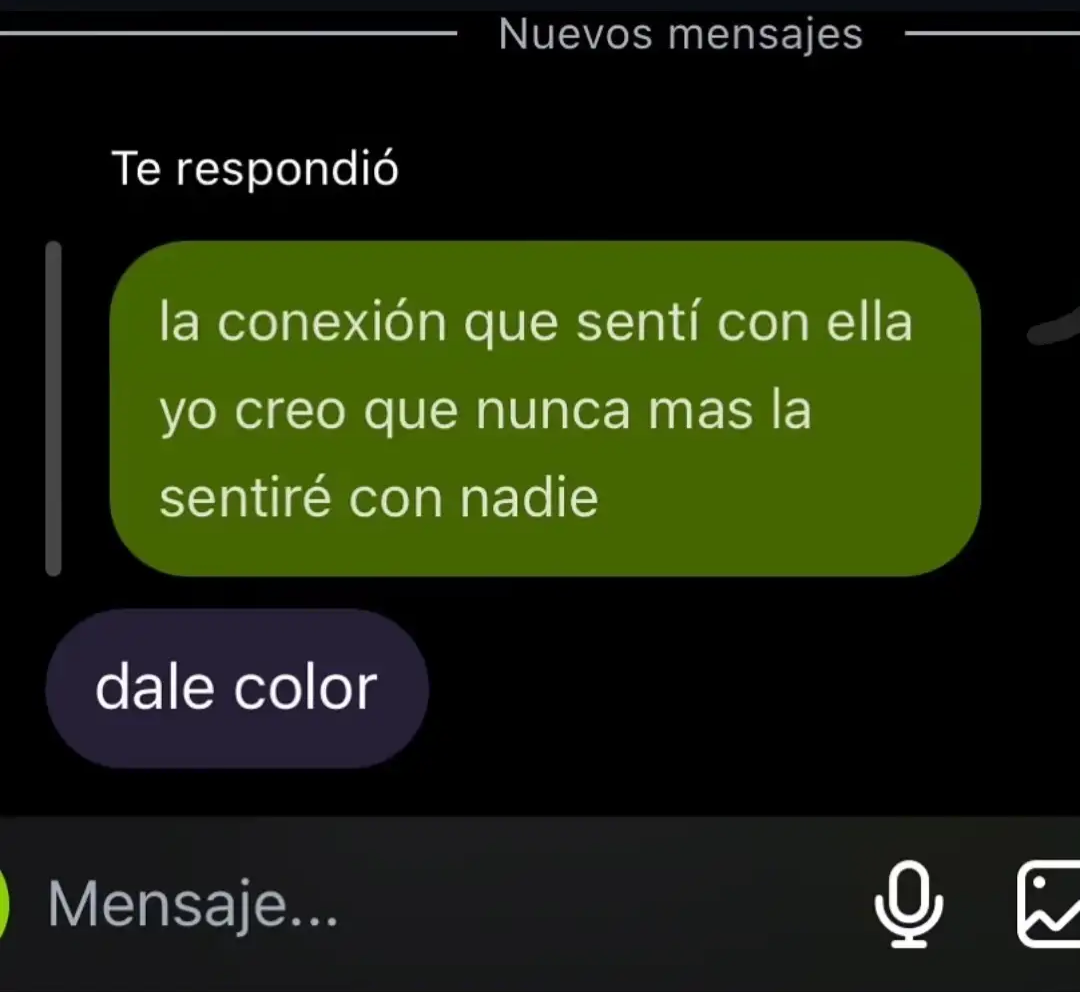 Nuevos mensajes
Te respondió
la conexión que sentí con ella
yo creo que nunca mas la
sentiré con nadie
dale color
Mensaje...